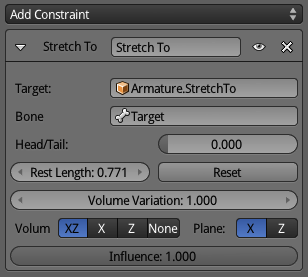 Add Constraint
Stretch To Stretch To
Target: Armature.StretchTo
Bone Target
Head/Tail: 0.000
Rest Length: 0.771 Reset
Volume Variation: 1.000
Volum XZ X Z None Plane: X Z
Influence: 1.000